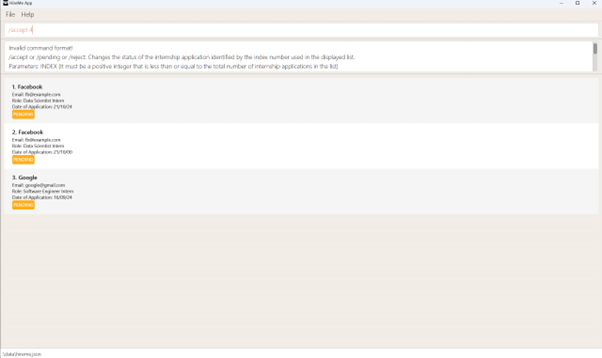 HireMe App
File Help
/accept 4
Invalid command format!
/accept or /pending or /reject: Changes the status of the internship application identified by the index number used in the displayed list.
Parameters: INDEX (It must be a positive integer that is less than or equal to the total number of internship applications in the list)
1. Facebook
Email: fb@example.com
Role: Data Scientist Intern
Date of Application: 21/10/24
PENDING
2. Facebook
Email: fb@example.com
Role: Data Scientist Intern
Date of Application: 21/10/00
PENDING
3. Google
Email: google@gmail.com
Role: Software Engineer Intern
Date of Application: 16/09/24
PENDING
\data\hireme.json